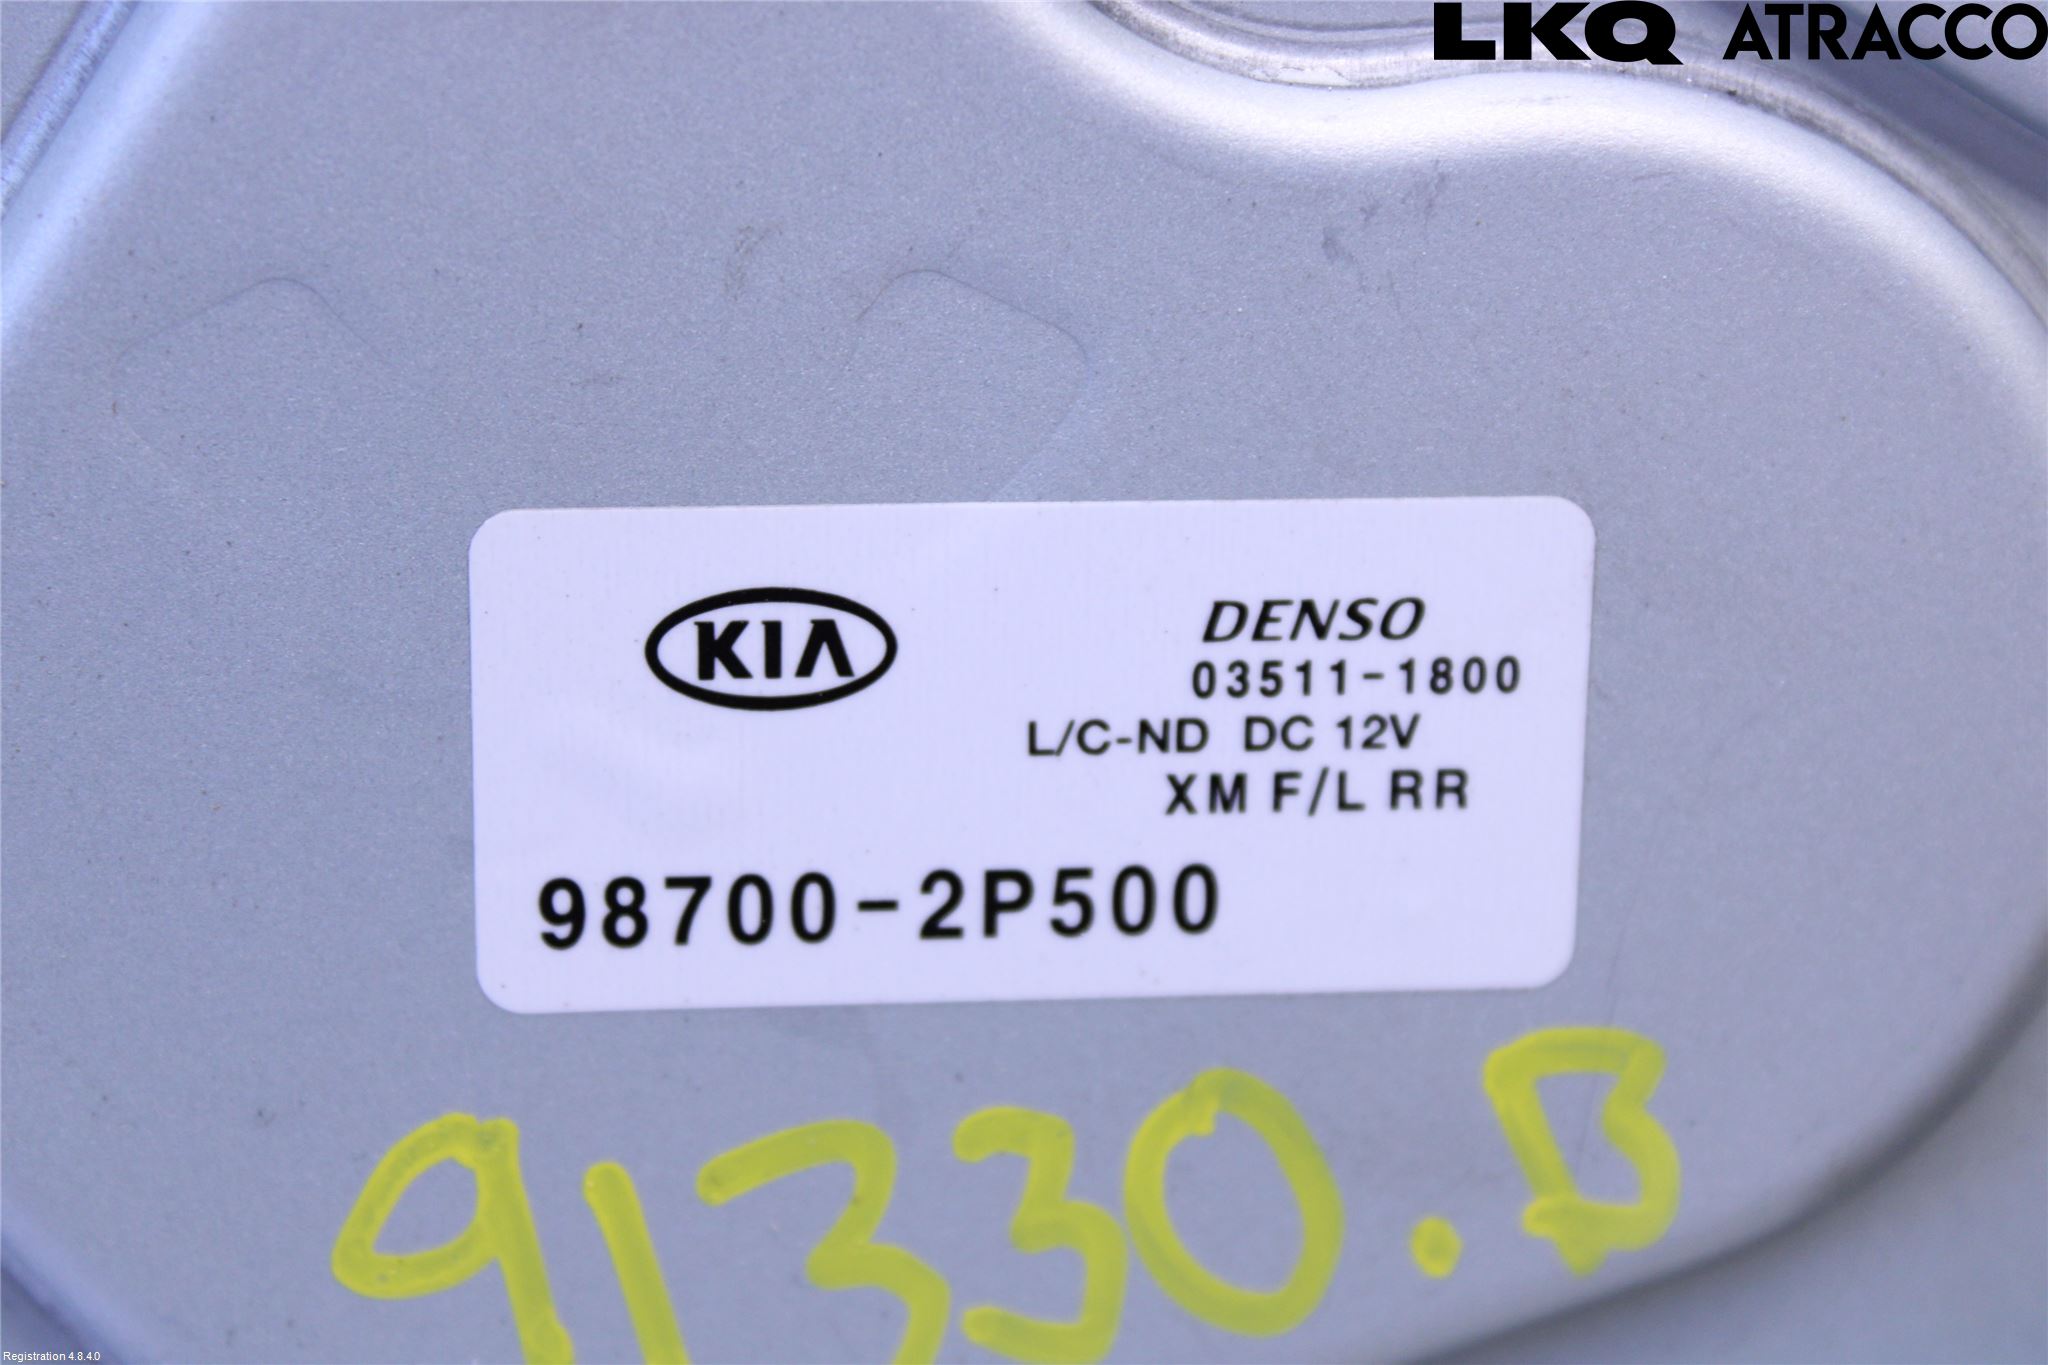 LKQ ATRACCO
KIA
DENSO
03511-1800
L/C-ND DC 12V
XM F/L RR
98700-2P500
91330.B
Registration 4.8.4.0